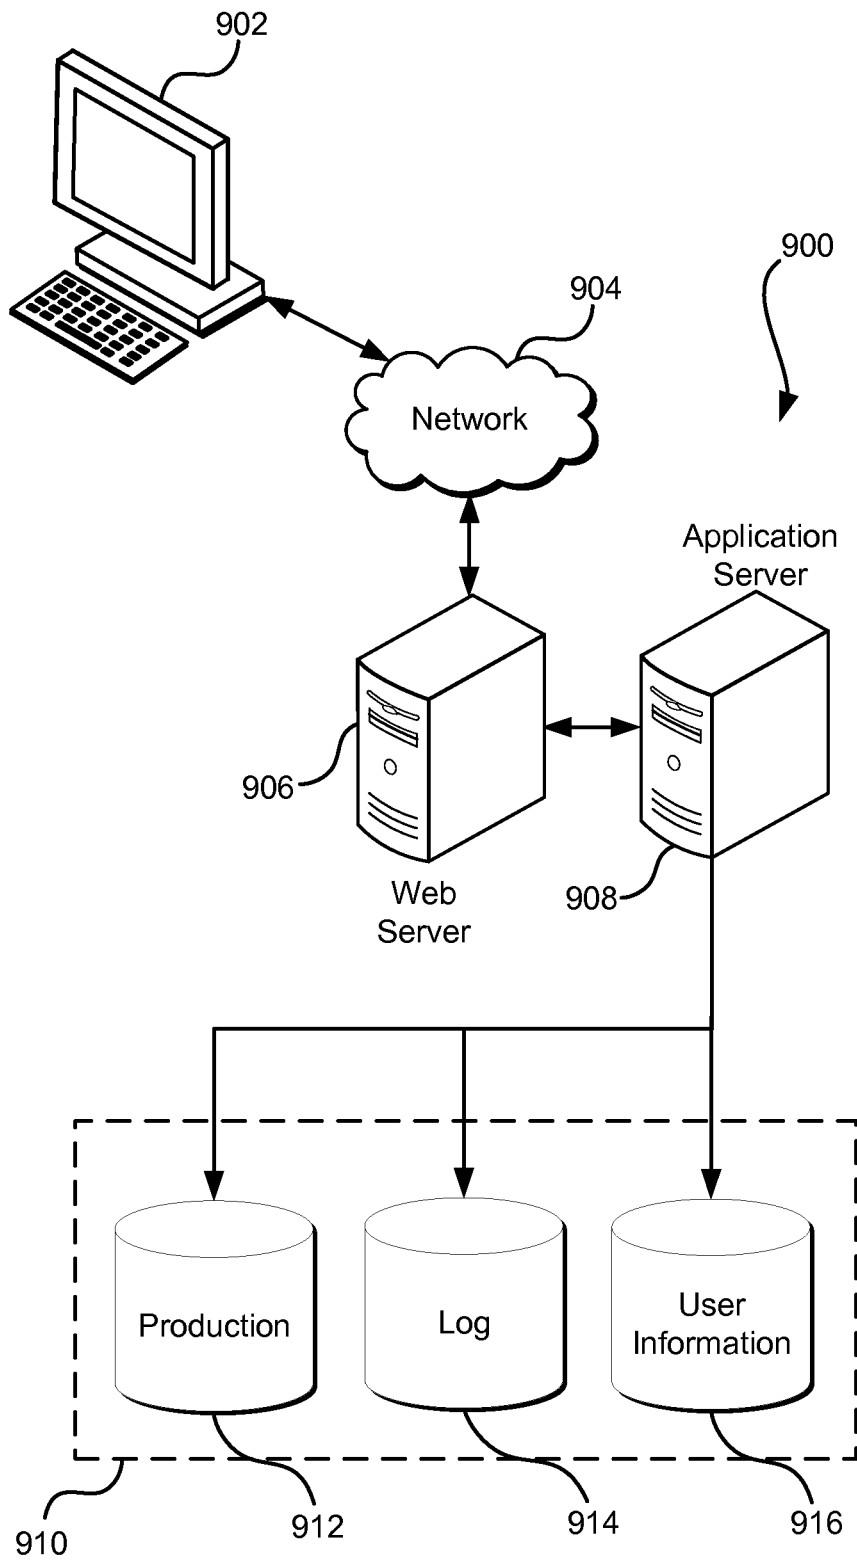 902
900
904
Network
Application
Server
906
908
Web
Server
Production
Log
User
Information
910
912
914
916